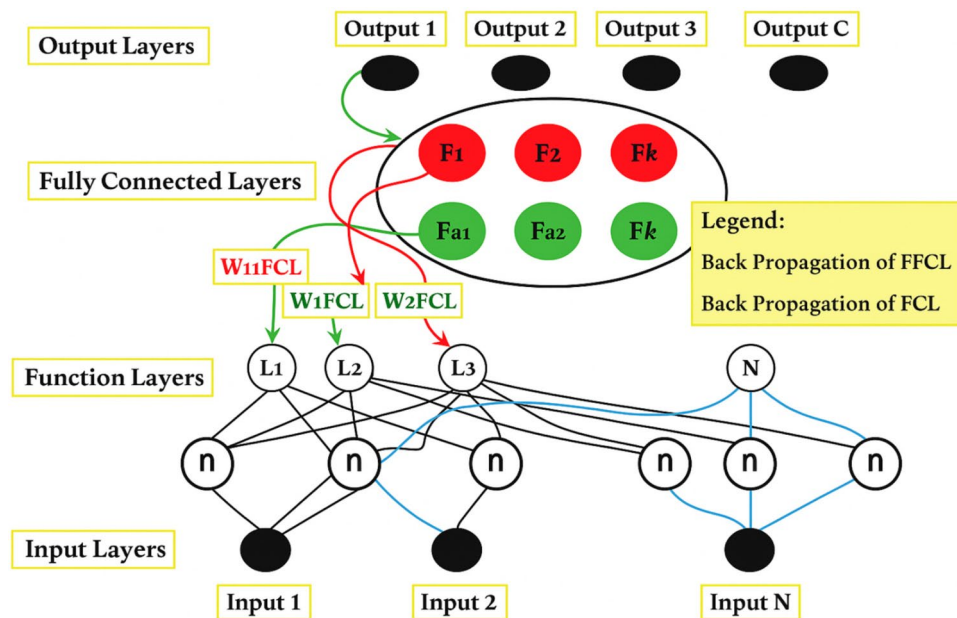 Output Layers
Output 1
Output 2
Output 3
Output C
Fully Connected Layers
F1
F2
Fk
Fa1
Fa2
Fk
Legend:
Back Propagation of FFCL
Back Propagation of FCL
W11FCL
W1FCL
W2FCL
Function Layers
L1
L2
L3
N
n
n
n
n
n
n
Input Layers
Input 1
Input 2
Input N